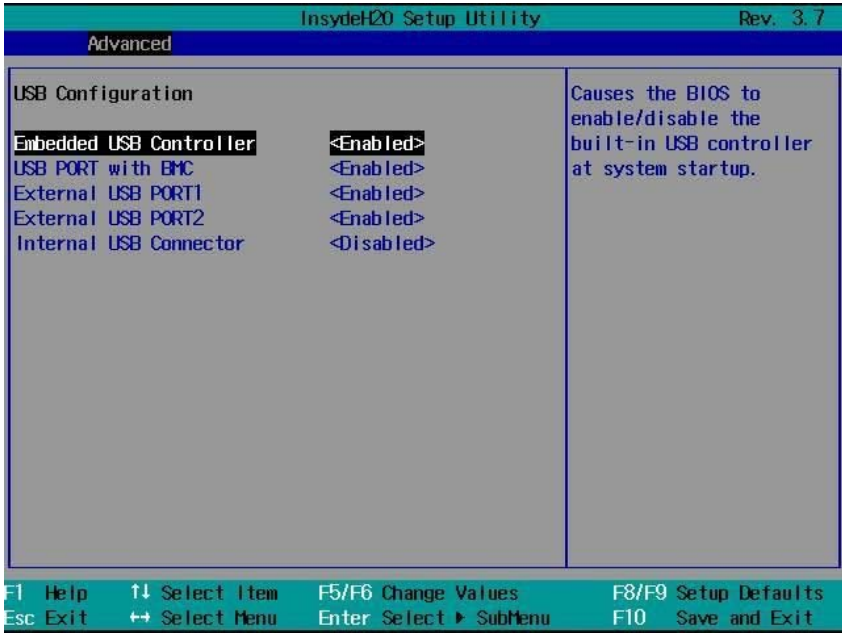 InsydeH2O Setup Utility Rev. 3.7
Advanced
USB Configuration
Embedded USB Controller <Enabled>
USB PORT with BMC <Enabled>
External USB PORT1 <Enabled>
External USB PORT2 <Enabled>
Internal USB Connector <Disabled>
Causes the BIOS to
enable/disable the
built-in USB controller
at system startup.
F1 Help ↑↓ Select Item F5/F6 Change Values F8/F9 Setup Defaults
Esc Exit ↔ Select Menu Enter Select ▶ SubMenu F10 Save and Exit